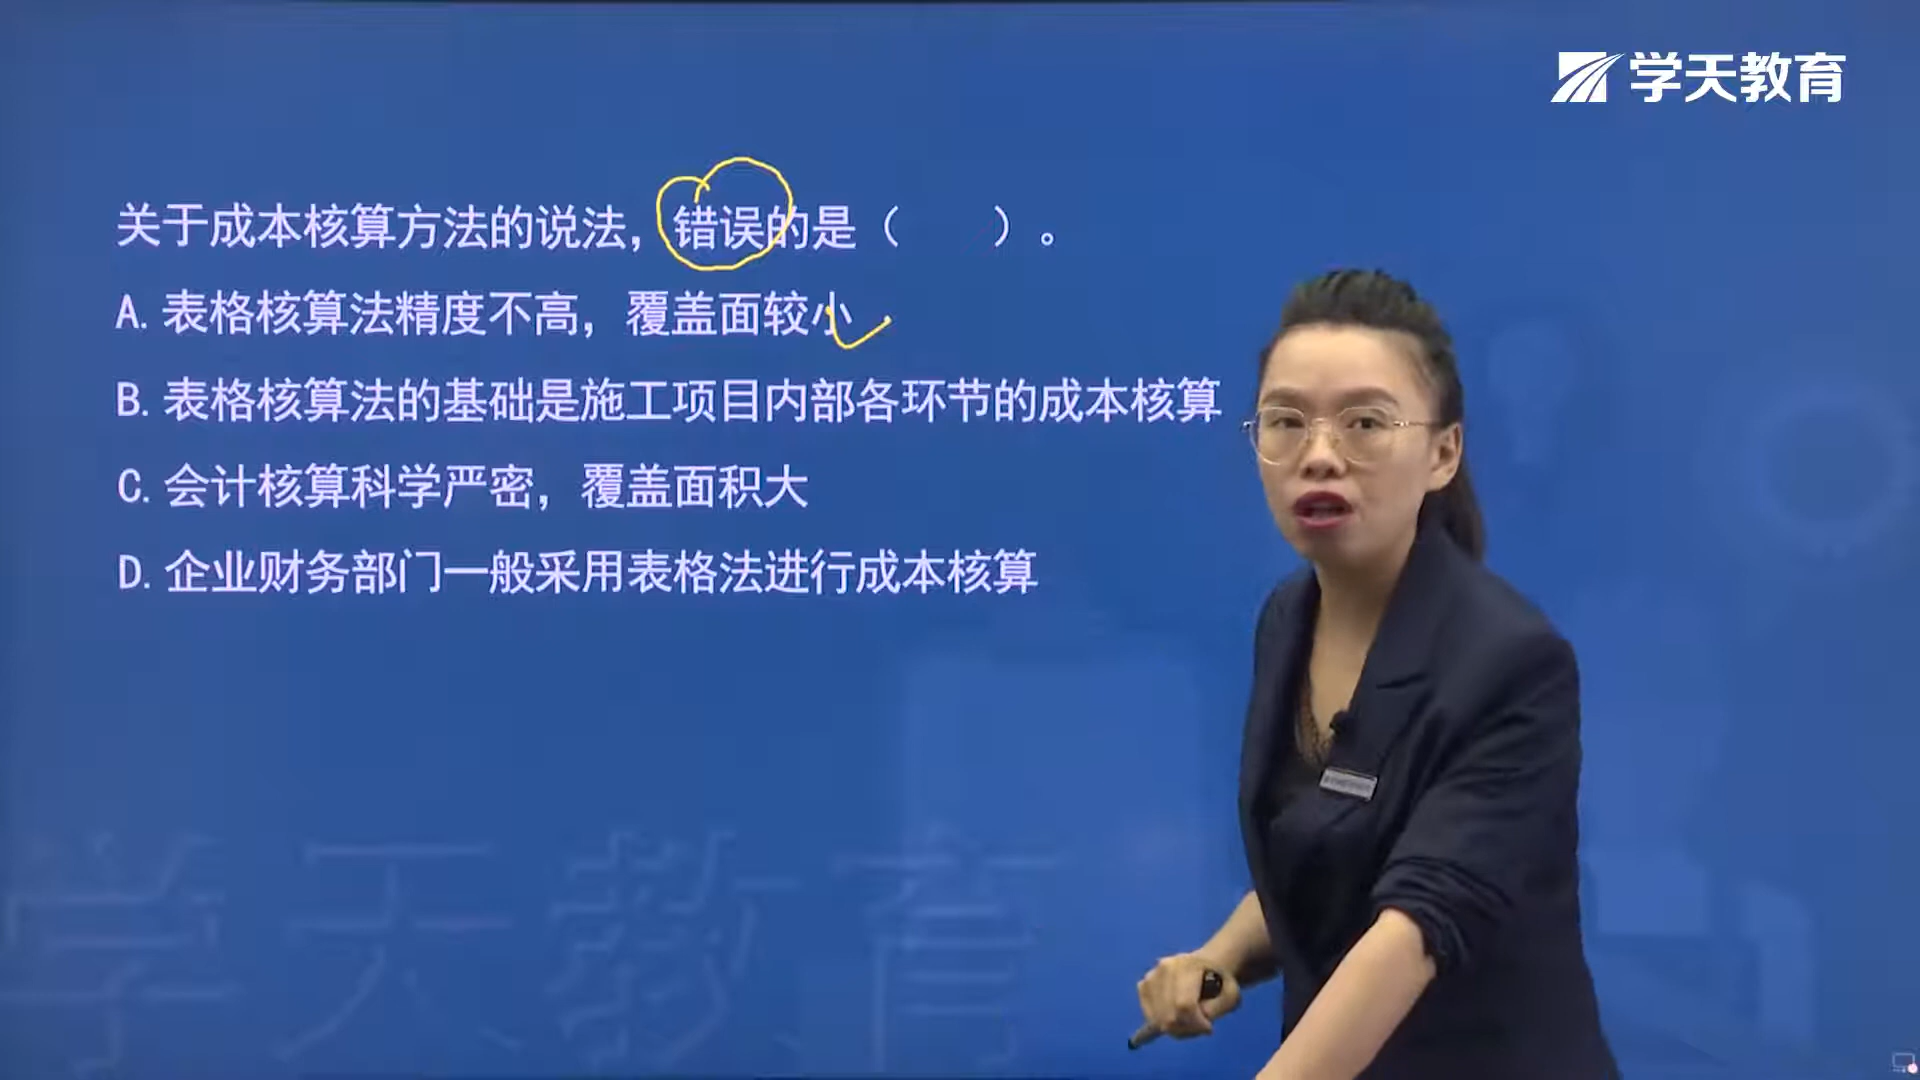 学天教育
关于成本核算方法的说法，错误的是（　　）。
A. 表格核算法精度不高，覆盖面较小
B. 表格核算法的基础是施工项目内部各环节的成本核算
C. 会计核算科学严密，覆盖面积大
D. 企业财务部门一般采用表格法进行成本核算
学天教育